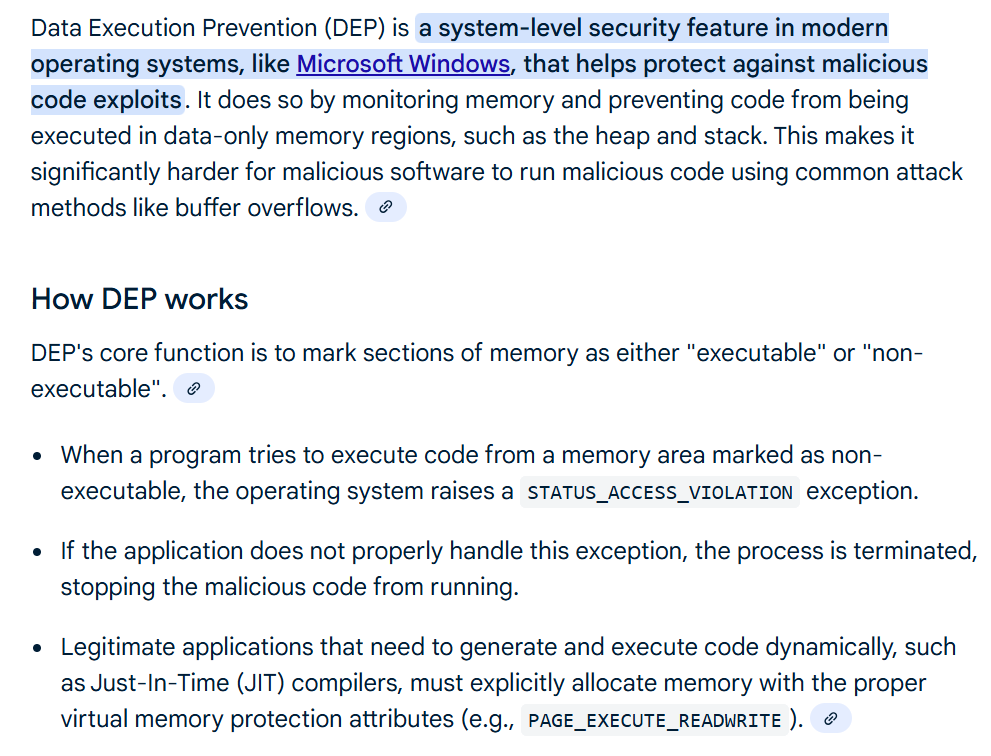 Data Execution Prevention (DEP) is a system-level security feature in modern
operating systems, like Microsoft Windows, that helps protect against malicious
code exploits. It does so by monitoring memory and preventing code from being
executed in data-only memory regions, such as the heap and stack. This makes it
significantly harder for malicious software to run malicious code using common attack
methods like buffer overflows.
How DEP works
DEP's core function is to mark sections of memory as either "executable" or "non-
executable".
• When a program tries to execute code from a memory area marked as non-
executable, the operating system raises a STATUS_ACCESS_VIOLATION exception.
• If the application does not properly handle this exception, the process is terminated,
stopping the malicious code from running.
• Legitimate applications that need to generate and execute code dynamically, such
as Just-In-Time (JIT) compilers, must explicitly allocate memory with the proper
virtual memory protection attributes (e.g., PAGE_EXECUTE_READWRITE ).